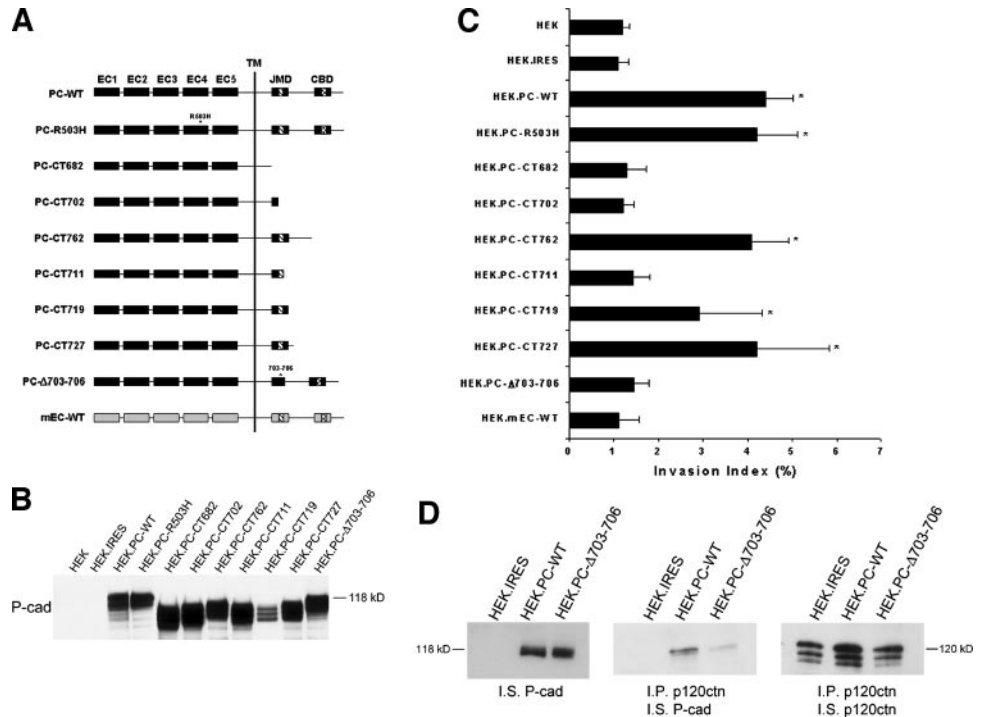 A
TM
EC1 EC2 EC3 EC4 EC5 JMD CBD
PC-WT
R503H
PC-R503H
PC-CT682
PC-CT702
PC-CT762
PC-CT711
PC-CT719
PC-CT727
703-706
PC-Δ703-706
mEC-WT
B
HEK
HEK.IRES
HEK.PC-WT
HEK.PC-R503H
HEK.PC-CT682
HEK.PC-CT702
HEK.PC-CT762
HEK.PC-CT711
HEK.PC-CT719
HEK.PC-CT727
HEK.PC-Δ703-706
P-cad
118 kD
C
HEK
HEK.IRES
HEK.PC-WT *
HEK.PC-R503H *
HEK.PC-CT682
HEK.PC-CT702
HEK.PC-CT762 *
HEK.PC-CT711
HEK.PC-CT719 *
HEK.PC-CT727 *
HEK.PC-Δ703-706
HEK.mEC-WT
0 1 2 3 4 5 6 7
Invasion Index (%)
D
HEK.IRES
HEK.PC-WT
HEK.PC-Δ703-706
118 kD
I.S. P-cad
HEK.IRES
HEK.PC-WT
HEK.PC-Δ703-706
I.P. p120ctn
I.S. P-cad
HEK.IRES
HEK.PC-WT
HEK.PC-Δ703-706
120 kD
I.P. p120ctn
I.S. p120ctn